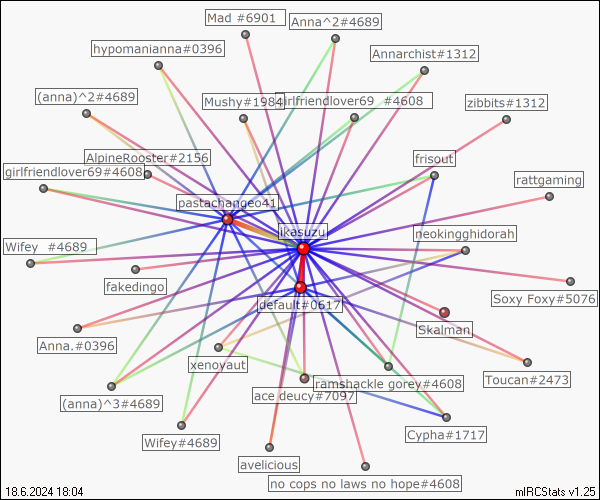 Mad #6901
Anna^2#4689
hypomanianna#0396
Annarchist#1312
(anna)^2#4689
Mushy#1984
girlfriendlover69 #4608
zibbits#1312
AlpineRooster#2156
frisout
girlfriendlover69#4608
rattgaming
pastachangeo41
ikasuzu
neokingghidorah
Wifey #4689
fakedingo
Soxy Foxy#5076
default#0617
Skalman_
Anna.#0396
xenoyaut
ramshackle gorey#4608
Toucan#2473
ace deucy#7097
(anna)^3#4689
Cypha#1717
Wifey#4689
avelicious
no cops no laws no hope#4608
18.6.2024 18:04
mIRCStats v1.25